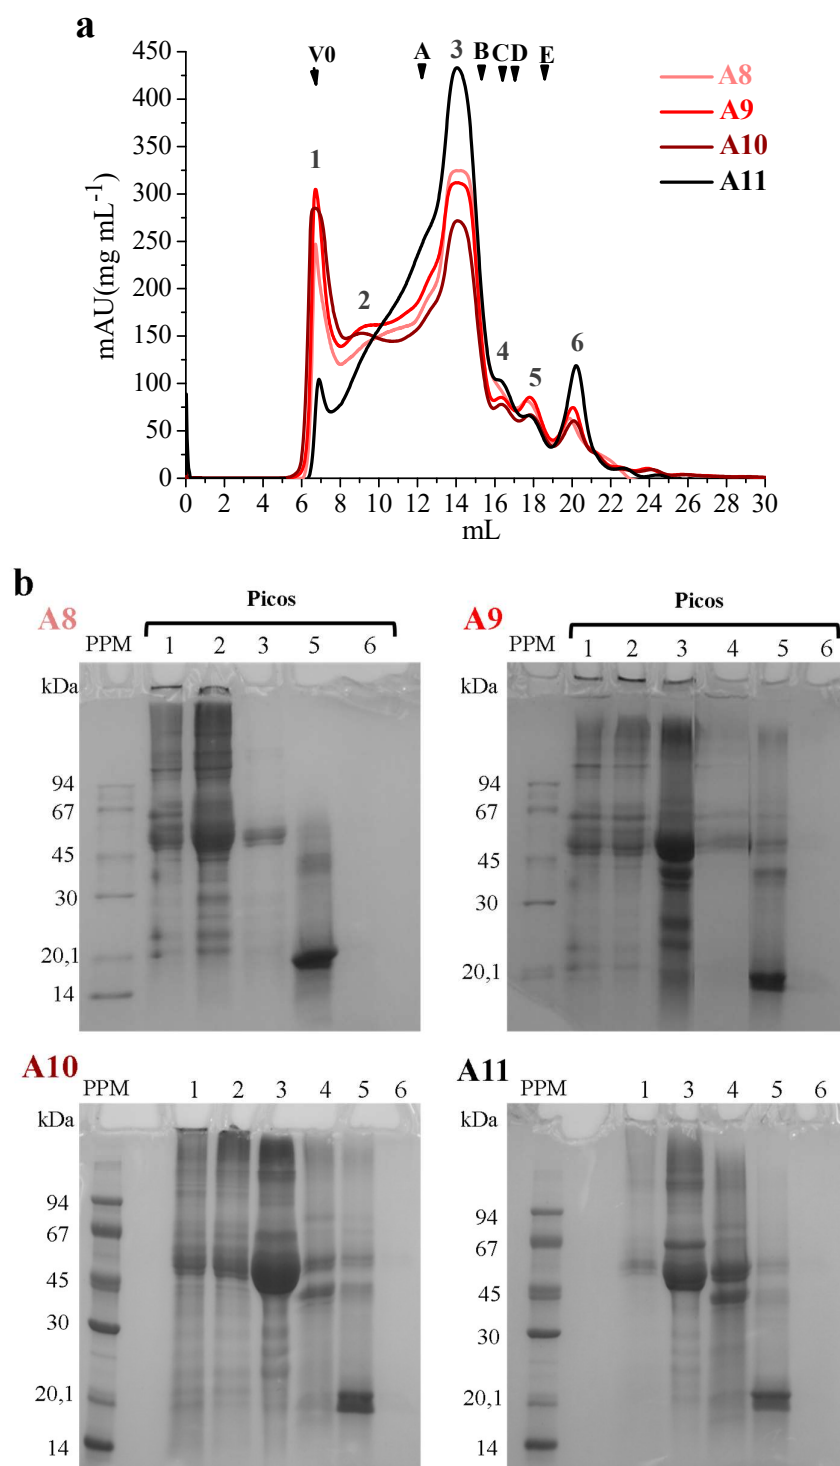 a
V0 A 3 B C D E
450
400
350
300
250
200
150
100
50
0
mAU(mg mL-1)
1
2
4
5
6
A8
A9
A10
A11
0 2 4 6 8 10 12 14 16 18 20 22 24 26 28 30
mL
b
A8
Picos
PPM 1 2 3 5 6
kDa
94
67
45
30
20,1
14
A9
Picos
PPM 1 2 3 4 5 6
kDa
94
67
45
30
20,1
A10
PPM 1 2 3 4 5 6
kDa
94
67
45
30
20,1
14
A11
PPM 1 3 4 5 6
kDa
94
67
45
30
20,1
14